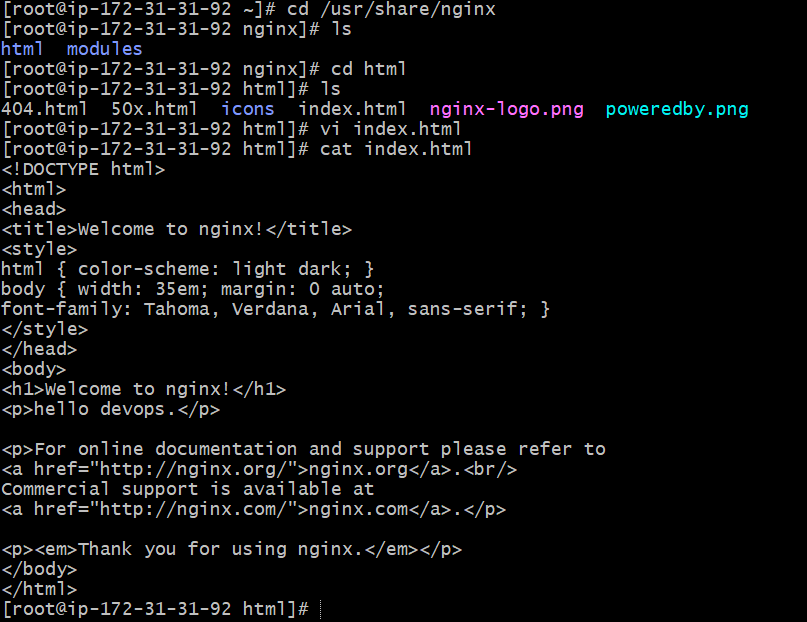 [root@ip-172-31-31-92 ~]# cd /usr/share/nginx
[root@ip-172-31-31-92 nginx]# ls
html  modules
[root@ip-172-31-31-92 nginx]# cd html
[root@ip-172-31-31-92 html]# ls
404.html  50x.html  icons  index.html  nginx-logo.png  poweredby.png
[root@ip-172-31-31-92 html]# vi index.html
[root@ip-172-31-31-92 html]# cat index.html
<!DOCTYPE html>
<html>
<head>
<title>Welcome to nginx!</title>
<style>
html { color-scheme: light dark; }
body { width: 35em; margin: 0 auto;
font-family: Tahoma, Verdana, Arial, sans-serif; }
</style>
</head>
<body>
<h1>Welcome to nginx!</h1>
<p>hello devops.</p>

<p>For online documentation and support please refer to
<a href="http://nginx.org/">nginx.org</a>.<br/>
Commercial support is available at
<a href="http://nginx.com/">nginx.com</a>.</p>

<p><em>Thank you for using nginx.</em></p>
</body>
</html>
[root@ip-172-31-31-92 html]#